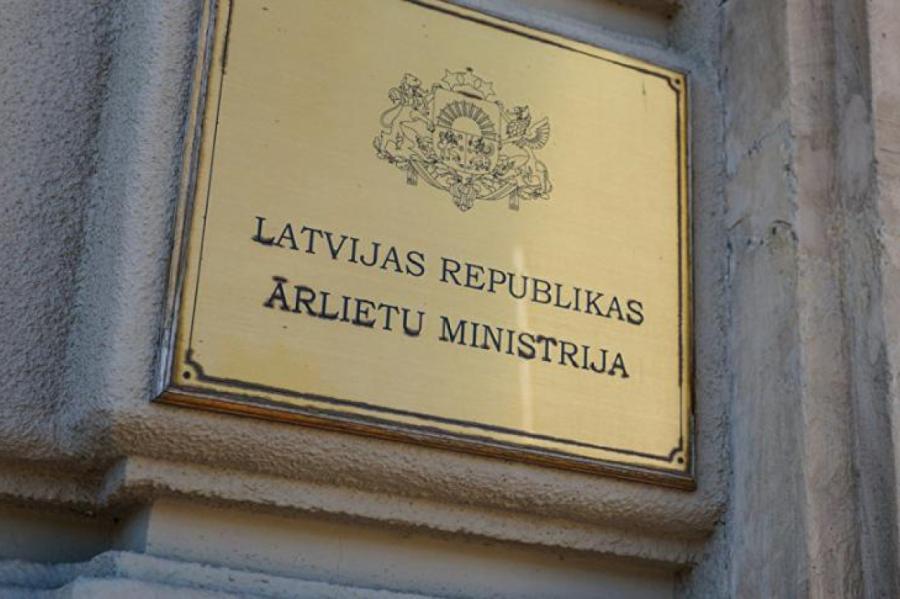 LATVIJAS REPUBLIKAS
ĀRLIETU MINISTRIJA